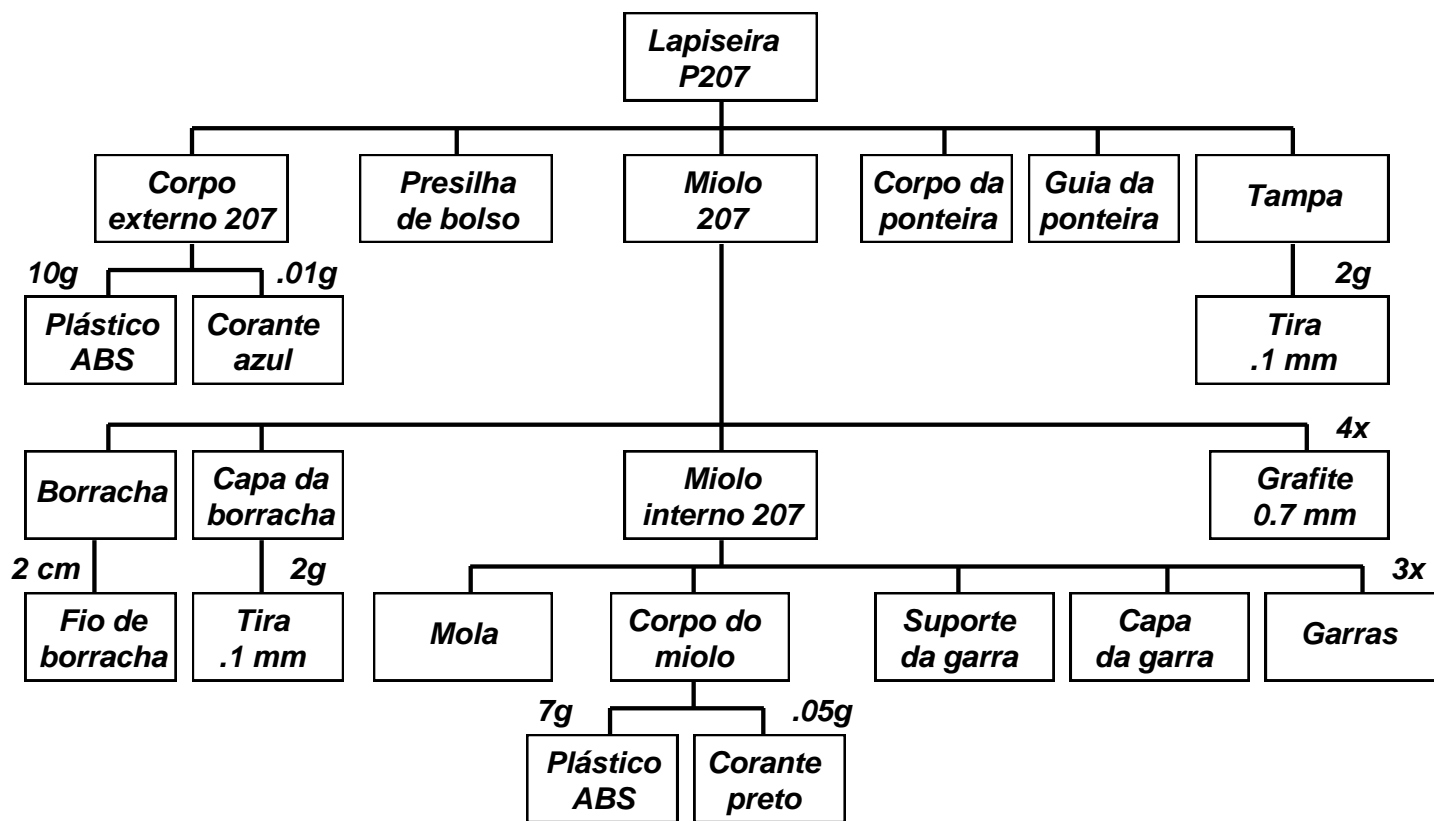 Lapiseira
P207
Corpo
externo 207
Presilha
de bolso
Miolo
207
Corpo da
ponteira
Guia da
ponteira
Tampa
10g
.01g
2g
Plástico
ABS
Corante
azul
Tira
.1 mm
4x
Borracha
Capa da
borracha
Miolo
interno 207
Grafite
0.7 mm
2 cm
2g
3x
Fio de
borracha
Tira
.1 mm
Mola
Corpo do
miolo
Suporte
da garra
Capa
da garra
Garras
7g
.05g
Plástico
ABS
Corante
preto